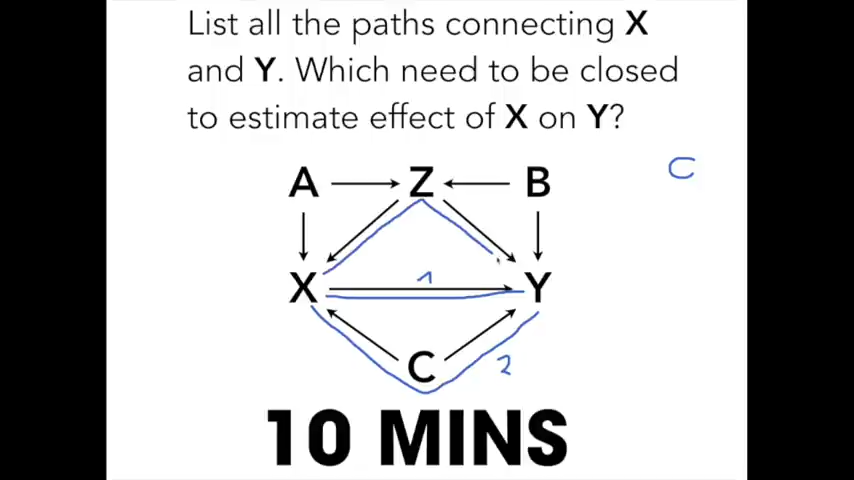 List all the paths connecting X
and Y. Which need to be closed
to estimate effect of X on Y?
C
A Z B
1
X Y
C
2
10 MINS